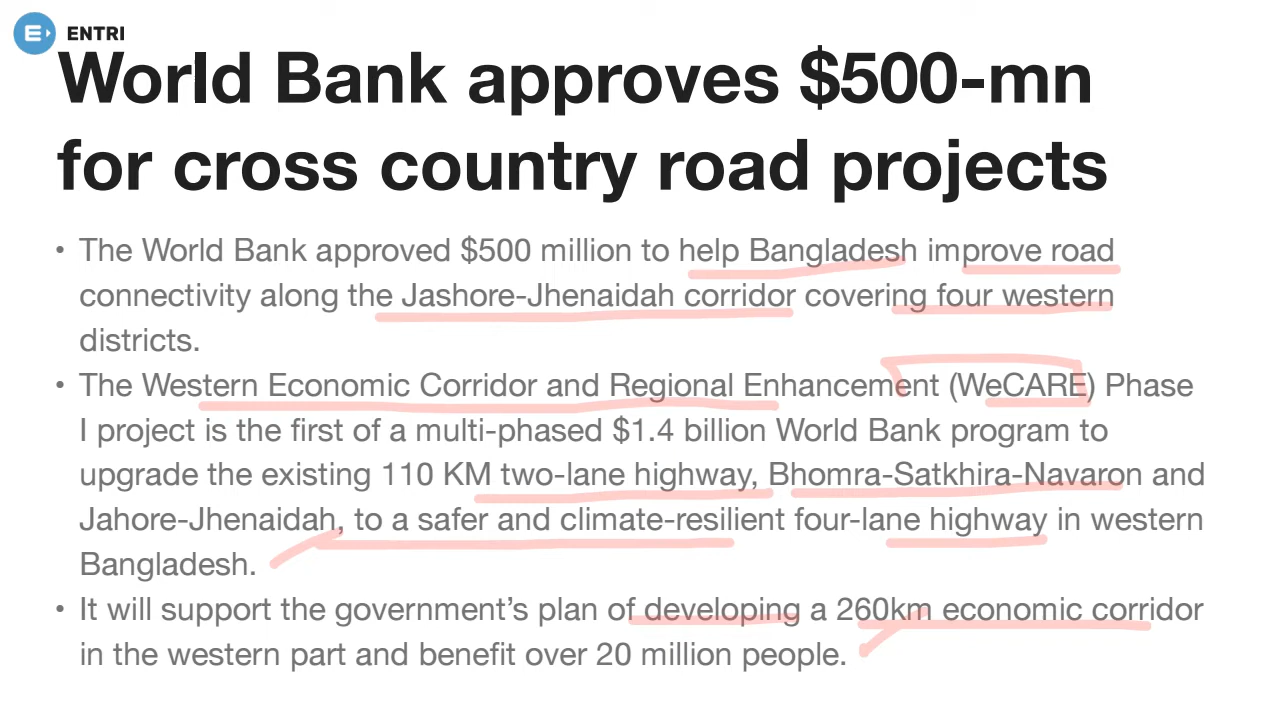 ENTRI
World Bank approves $500-mn
for cross country road projects
• The World Bank approved $500 million to help Bangladesh improve road
connectivity along the Jashore-Jhenaidah corridor covering four western
districts.
• The Western Economic Corridor and Regional Enhancement (WeCARE) Phase
I project is the first of a multi-phased $1.4 billion World Bank program to
upgrade the existing 110 KM two-lane highway, Bhomra-Satkhira-Navaron and
Jahore-Jhenaidah, to a safer and climate-resilient four-lane highway in western
Bangladesh.
• It will support the government’s plan of developing a 260km economic corridor
in the western part and benefit over 20 million people.